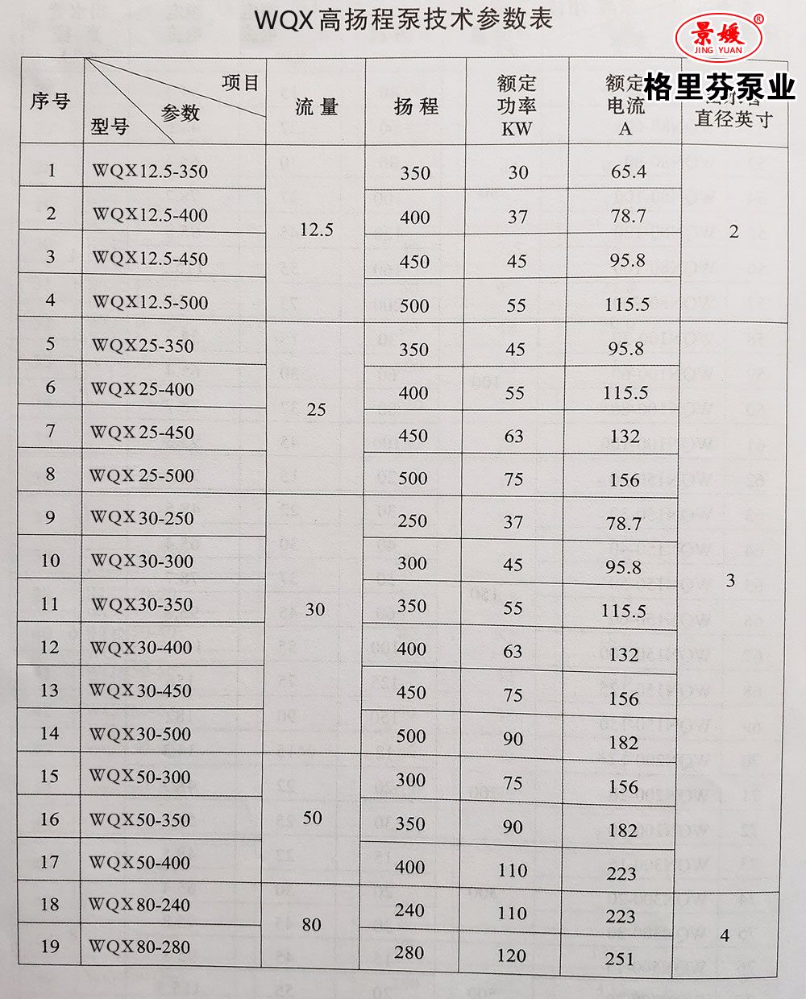 WQX高扬程泵技术参数表
景媛®
JING YUAN
格里芬泵业
序号 项目 参数 型号 流量 扬程 额定功率KW 额定电流A 直径英寸
1 WQX12.5-350 12.5 350 30 65.4 2
2 WQX12.5-400 400 37 78.7
3 WQX12.5-450 450 45 95.8
4 WQX12.5-500 500 55 115.5
5 WQX25-350 25 350 45 95.8 3
6 WQX25-400 400 55 115.5
7 WQX25-450 450 63 132
8 WQX25-500 500 75 156
9 WQX30-250 30 250 37 78.7
10 WQX30-300 300 45 95.8
11 WQX30-350 350 55 115.5
12 WQX30-400 400 63 132
13 WQX30-450 450 75 156
14 WQX30-500 500 90 182
15 WQX50-300 50 300 75 156
16 WQX50-350 350 90 182
17 WQX50-400 400 110 223
18 WQX80-240 80 240 110 223 4
19 WQX80-280 280 120 251